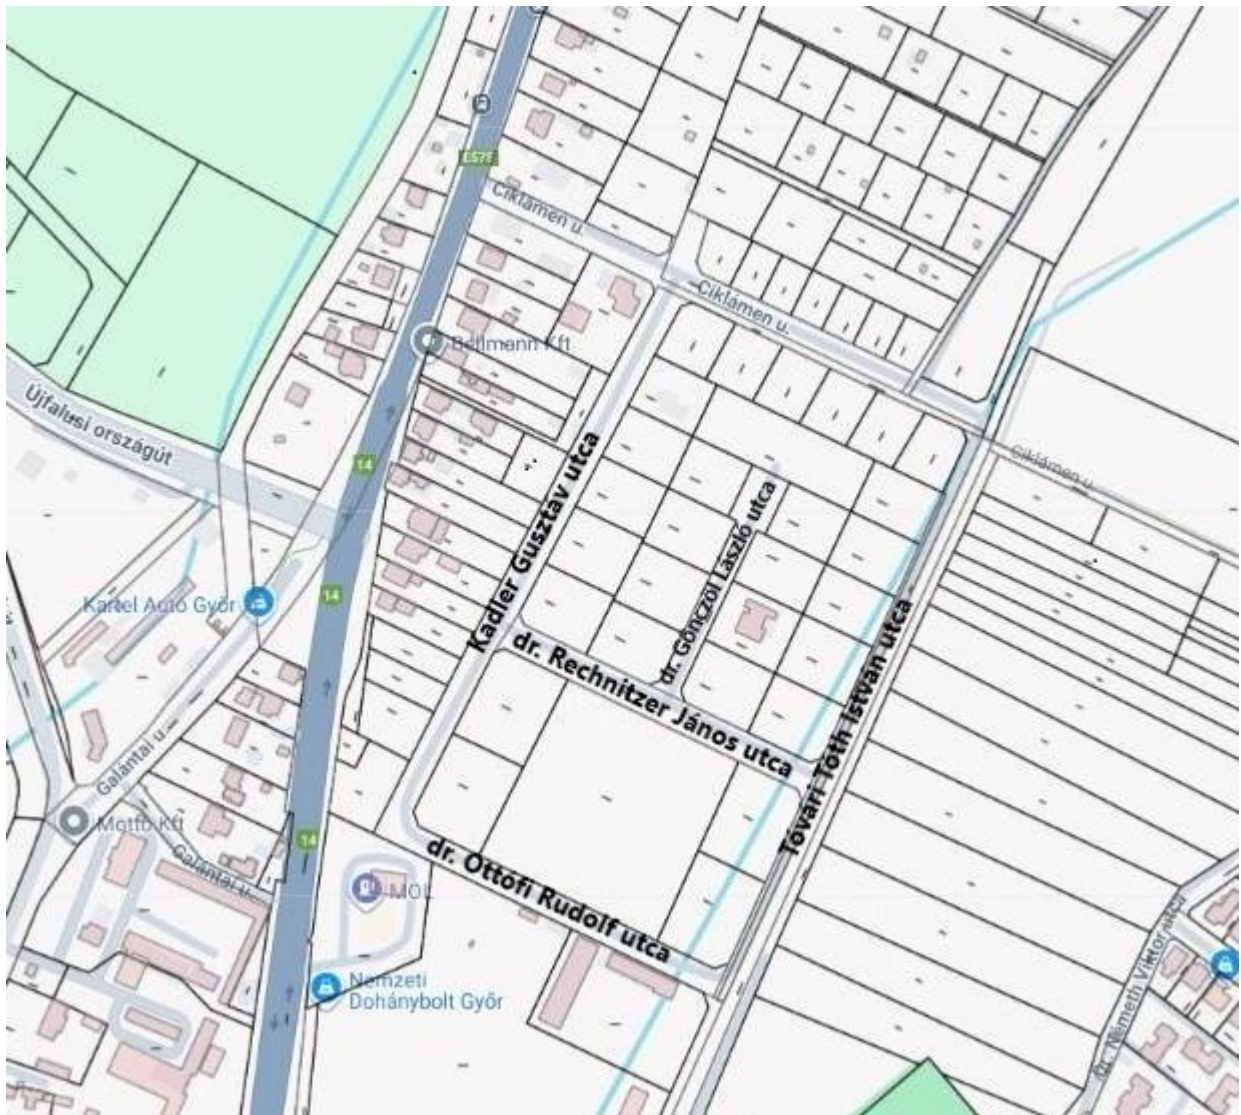 E575
Ciklámen u.
Ciklámen u.
Bellmann Kft
Újfalusi országút
14
Ciklámen u.
Kadler Gusztáv utca
dr. Gönczöl László utca
14
Kartel Autó Győr
dr. Rechnitzer János utca
Tóvári Tóth István utca
Galántai u.
Motflo Kft
14
Galántai u.
dr. Ottófi Rudolf utca
MOL
Nemzeti
Dohánybolt Győr
Dr. Németh Viktor utca